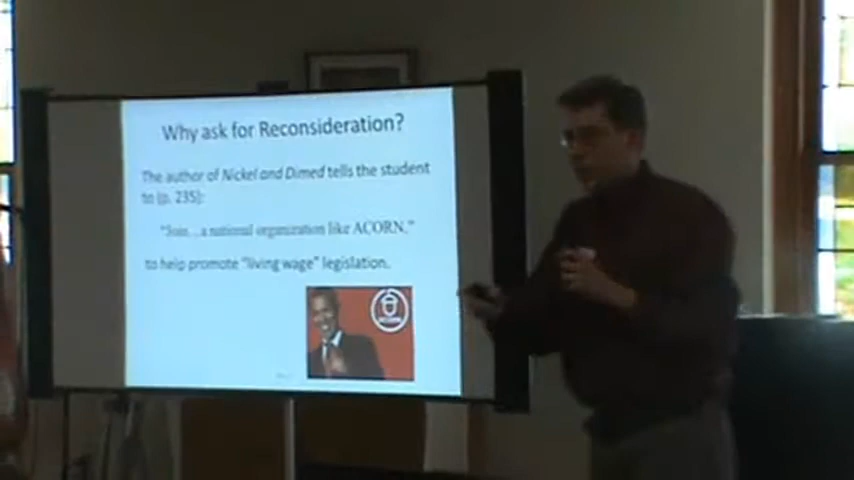 Why ask for Reconsideration?
The author of Nickel and Dimed tells the student
to (p. 235):
"Join...a national organization like ACORN,"
to help promote "living wage" legislation.
ACORN